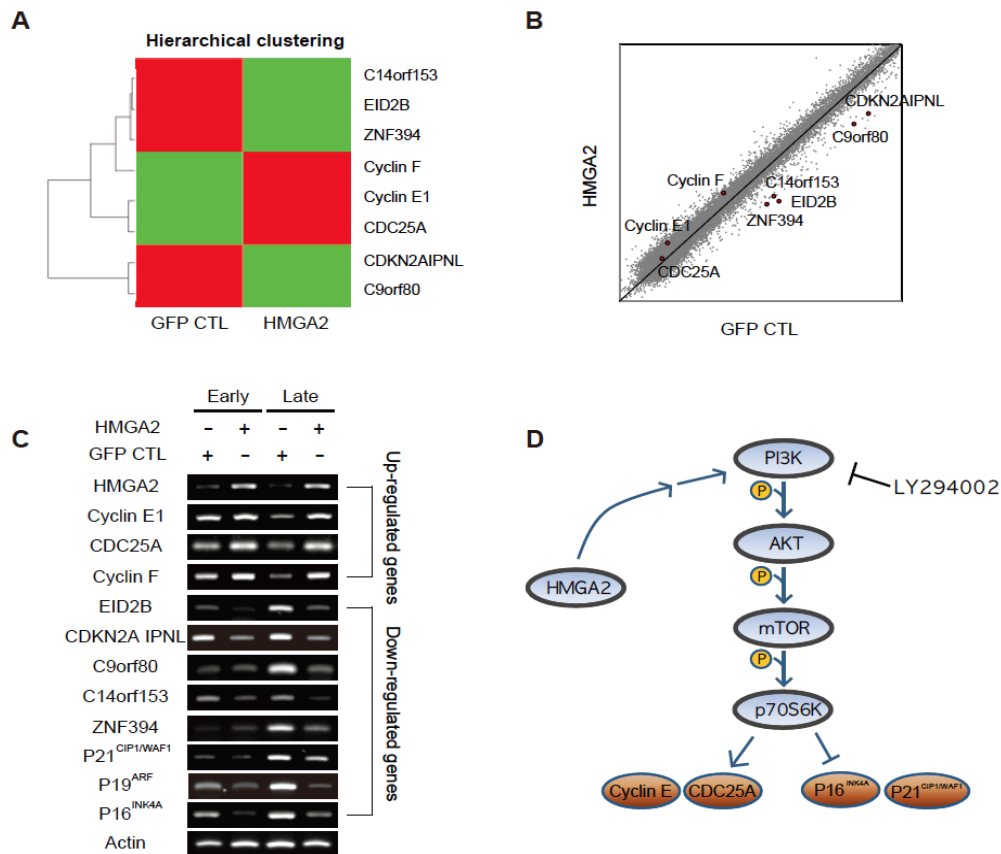 A
Hierarchical clustering
C14orf153
EID2B
ZNF394
Cyclin F
Cyclin E1
CDC25A
CDKN2AIPNL
C9orf80
GFP CTL HMGA2
B
HMGA2
CDKN2AIPNL
C9orf80
Cyclin F
C14orf153
EID2B
ZNF394
Cyclin E1
CDC25A
GFP CTL
C
Early Late
HMGA2 – + – +
GFP CTL + – + –
HMGA2
Cyclin E1
CDC25A
Cyclin F
EID2B
CDKN2A IPNL
C9orf80
C14orf153
ZNF394
P21CIP1/WAF1
P19ARF
P16INK4A
Actin
Up-regulated genes
Down-regulated genes
D
PI3K
P
LY294002
AKT
HMGA2
P
mTOR
P
p70S6K
Cyclin E CDC25A P16INK4A P21CIP1/WAF1